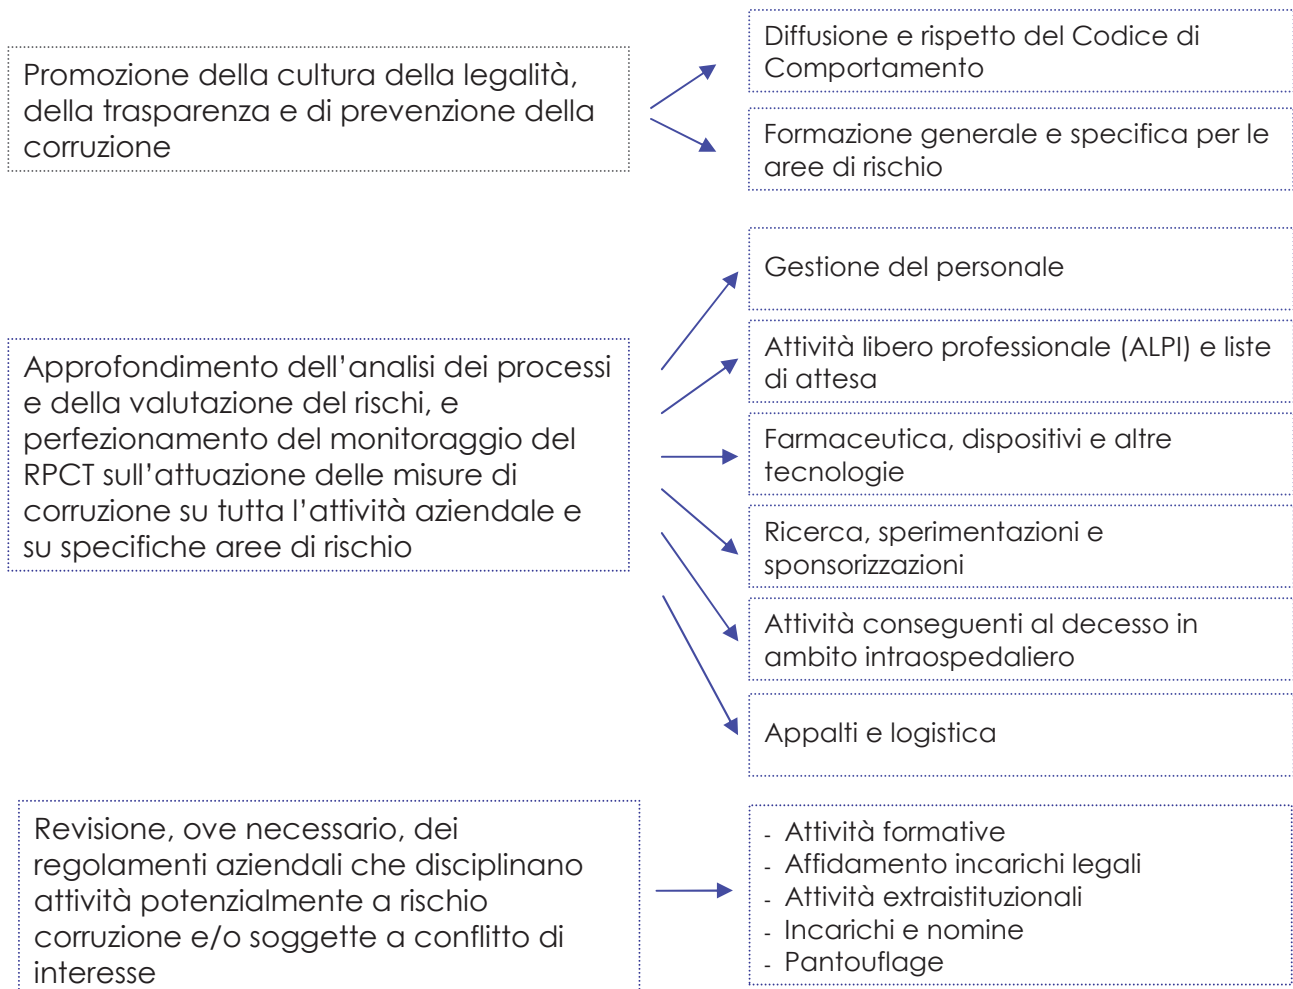 Promozione della cultura della legalità,
della trasparenza e di prevenzione della
corruzione
Diffusione e rispetto del Codice di
Comportamento
Formazione generale e specifica per le
aree di rischio
Approfondimento dell’analisi dei processi
e della valutazione del rischi, e
perfezionamento del monitoraggio del
RPCT sull’attuazione delle misure di
corruzione su tutta l’attività aziendale e
su specifiche aree di rischio
Gestione del personale
Attività libero professionale (ALPI) e liste
di attesa
Farmaceutica, dispositivi e altre
tecnologie
Ricerca, sperimentazioni e
sponsorizzazioni
Attività conseguenti al decesso in
ambito intraospedaliero
Appalti e logistica
Revisione, ove necessario, dei
regolamenti aziendali che disciplinano
attività potenzialmente a rischio
corruzione e/o soggette a conflitto di
interesse
- Attività formative
- Affidamento incarichi legali
- Attività extraistituzionali
- Incarichi e nomine
- Pantouflage